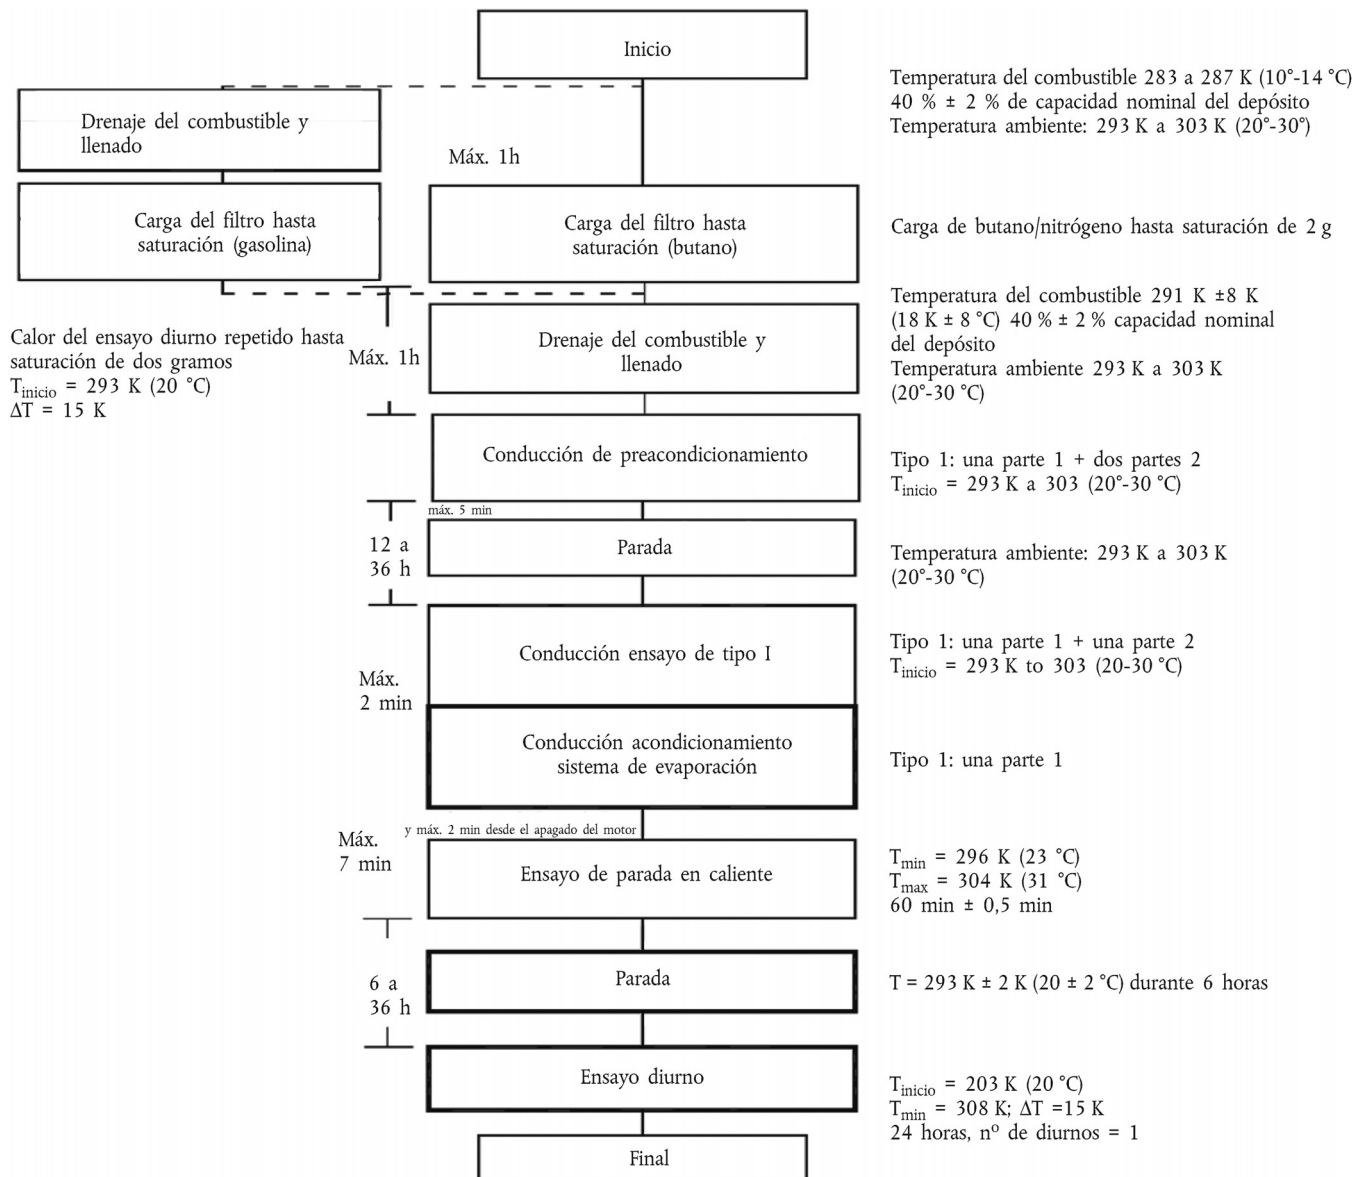 Inicio
Temperatura del combustible 283 a 287 K (10°-14 °C)
40 % ± 2 % de capacidad nominal del depósito
Temperatura ambiente: 293 K a 303 K (20°-30°)
Drenaje del combustible y
llenado
Máx. 1h
Carga del filtro hasta
saturación (gasolina)
Carga del filtro hasta
saturación (butano)
Carga de butano/nitrógeno hasta saturación de 2 g
Calor del ensayo diurno repetido hasta
saturación de dos gramos
Tinicio = 293 K (20 °C)
ΔT = 15 K
Máx. 1h
Drenaje del combustible y
llenado
Temperatura del combustible 291 K ±8 K
(18 K ± 8 °C) 40 % ± 2 % capacidad nominal
del depósito
Temperatura ambiente 293 K a 303 K
(20°-30 °C)
Conducción de preacondicionamiento
Tipo 1: una parte 1 + dos partes 2
Tinicio = 293 K a 303 (20°-30 °C)
máx. 5 min
12 a
36 h
Parada
Temperatura ambiente: 293 K a 303 K
(20°-30 °C)
Conducción ensayo de tipo I
Tipo 1: una parte 1 + una parte 2
Tinicio = 293 K to 303 (20-30 °C)
Máx.
2 min
Conducción acondicionamiento
sistema de evaporación
Tipo 1: una parte 1
Máx.
7 min
y máx. 2 min desde el apagado del motor
Ensayo de parada en caliente
Tmin = 296 K (23 °C)
Tmax = 304 K (31 °C)
60 min ± 0,5 min
6 a
36 h
Parada
T = 293 K ± 2 K (20 ± 2 °C) durante 6 horas
Ensayo diurno
Tinicio = 203 K (20 °C)
Tmin = 308 K; ΔT =15 K
24 horas, nº de diurnos = 1
Final